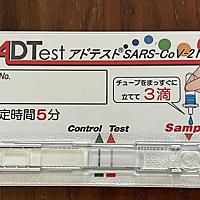 ADTest アドテスト®SARS-CoV-2
No.
チューブをまっすぐに
立てて 3滴
定時間5分
Control Test
Samp